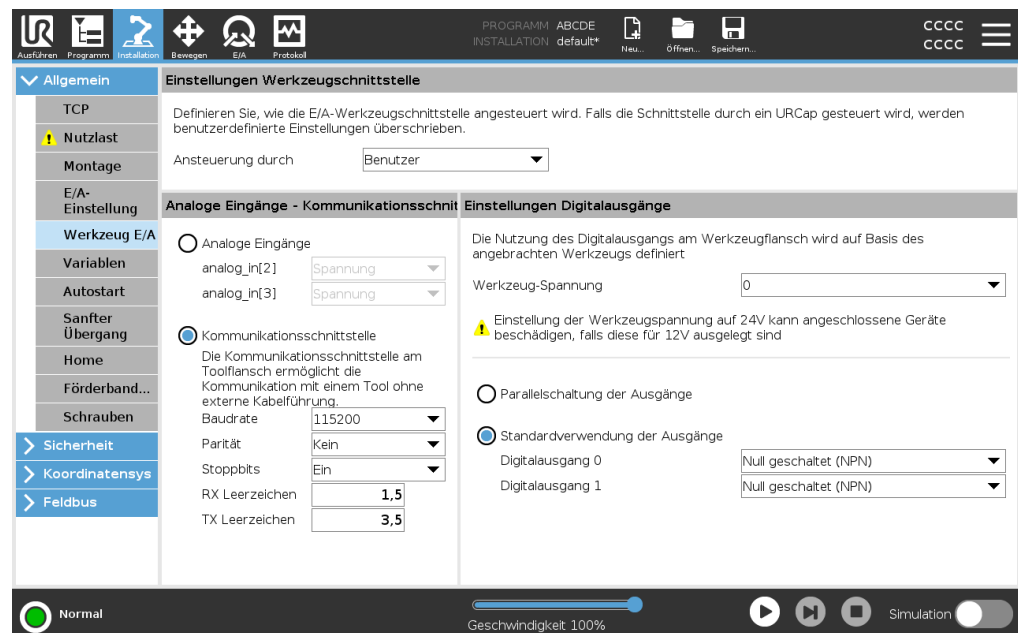 PROGRAMM ABCDE
INSTALLATION default*
CCCC
CCCC
Ausführen Programm Installation Bewegen E/A Protokoll Neu... Öffnen... Speichern...
Allgemein
TCP
Nutzlast
Montage
E/A-
Einstellung
Werkzeug E/A
Variablen
Autostart
Sanfter
Übergang
Home
Förderband...
Schrauben
Sicherheit
Koordinatensys
Feldbus
Einstellungen Werkzeugschnittstelle
Definieren Sie, wie die E/A-Werkzeugschnittstelle angesteuert wird. Falls die Schnittstelle durch ein URCap gesteuert wird, werden
benutzerdefinierte Einstellungen überschrieben.
Ansteuerung durch Benutzer
Analoge Eingänge - Kommunikationsschnit
Analoge Eingänge
analog_in[2] Spannung
analog_in[3] Spannung
Kommunikationsschnittstelle
Die Kommunikationsschnittstelle am
Toolflansch ermöglicht die
Kommunikation mit einem Tool ohne
externe Kabelführung.
Baudrate 115200
Parität Kein
Stoppbits Ein
RX Leerzeichen 1,5
TX Leerzeichen 3,5
Einstellungen Digitalausgänge
Die Nutzung des Digitalausgangs am Werkzeugflansch wird auf Basis des
angebrachten Werkzeugs definiert
Werkzeug-Spannung 0
Einstellung der Werkzeugspannung auf 24V kann angeschlossene Geräte
beschädigen, falls diese für 12V ausgelegt sind
Parallelschaltung der Ausgänge
Standardverwendung der Ausgänge
Digitalausgang 0 Null geschaltet (NPN)
Digitalausgang 1 Null geschaltet (NPN)
Normal
Geschwindigkeit 100%
Simulation